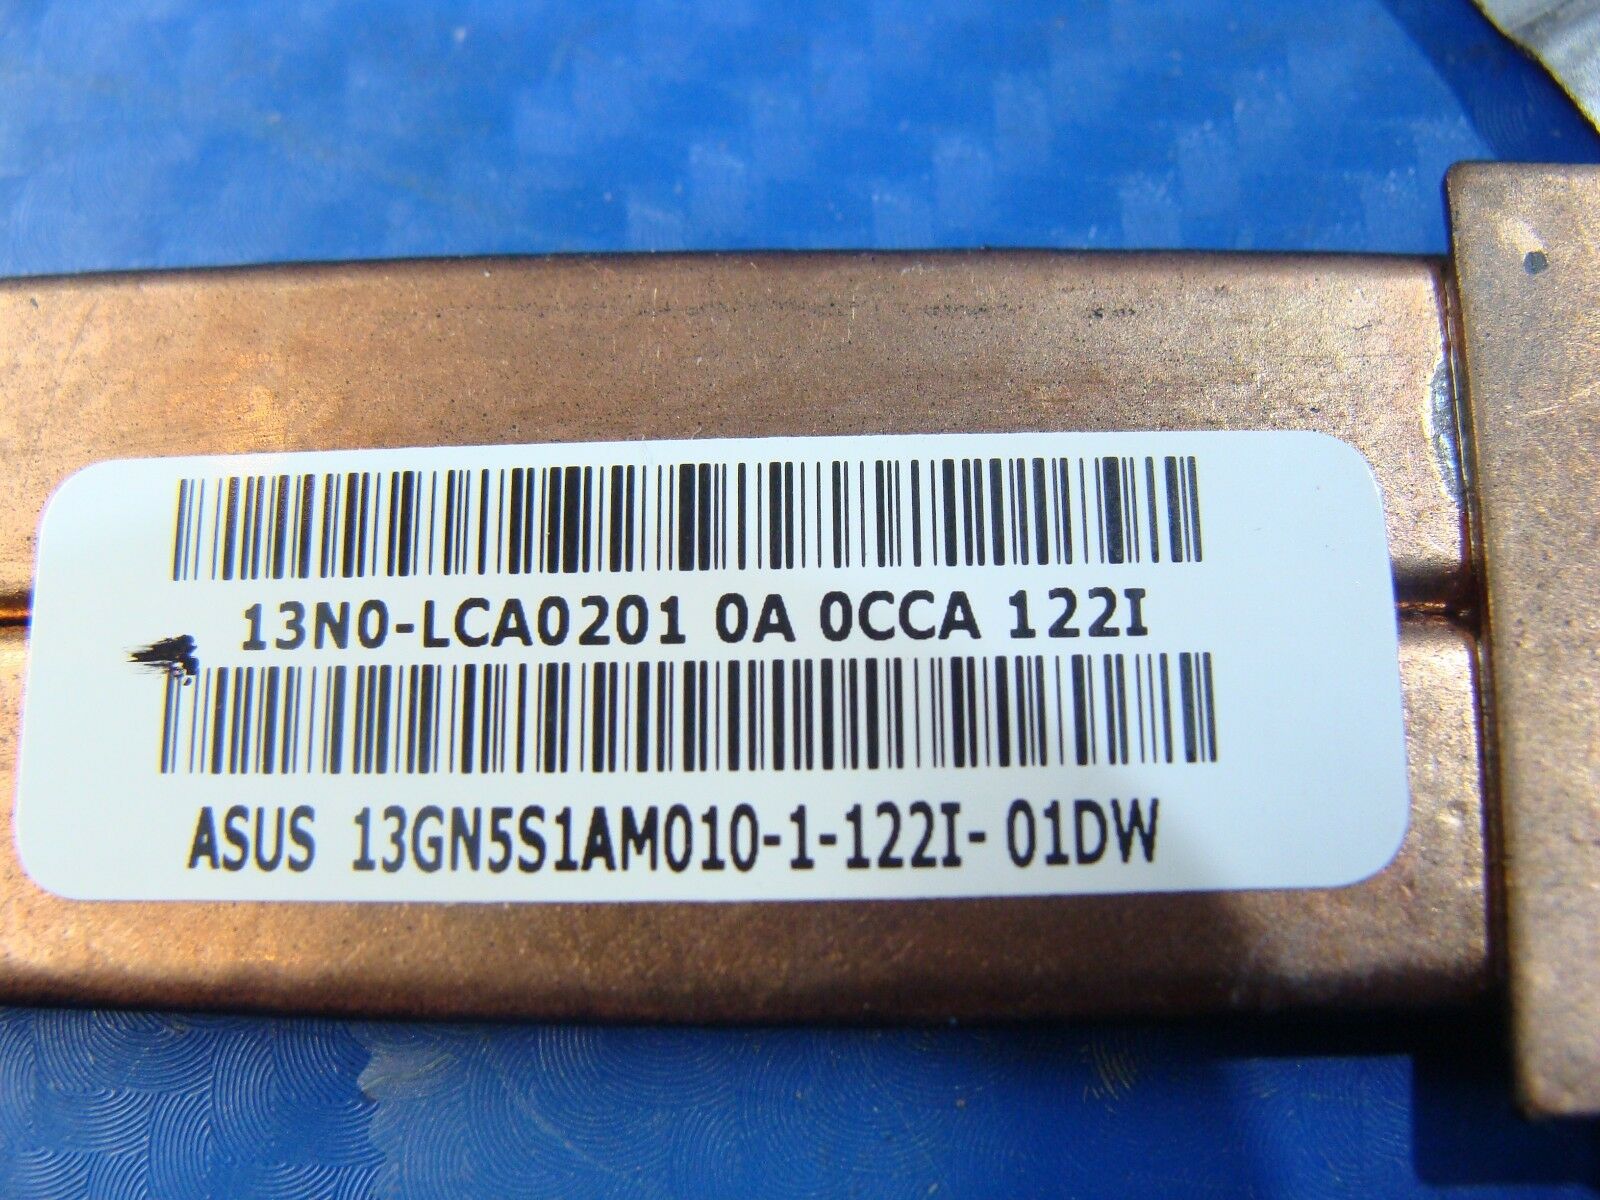 13N0-LCA0201 0A 0CCA 122I
ASUS 13GN5S1AM010-1-122I- 01DW